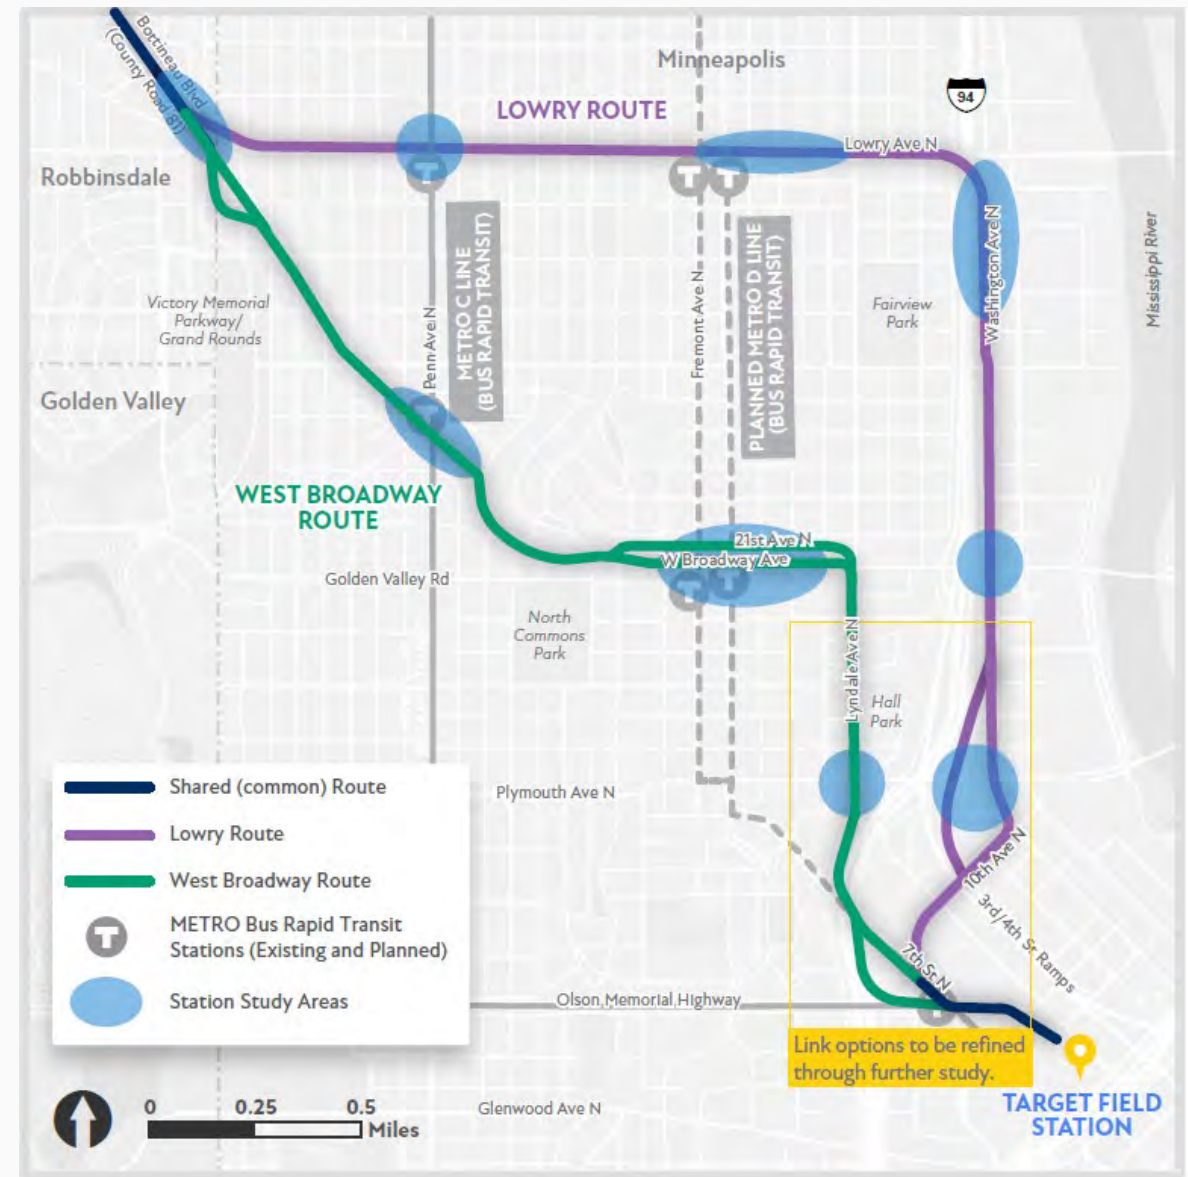 Bottineau Blvd
(County Road 81)
Minneapolis
94
LOWRY ROUTE
Lowry Ave N
Robbinsdale
Washington Ave N
Mississippi River
METRO C LINE
(BUS RAPID TRANSIT)
PLANNED METRO D LINE
(BUS RAPID TRANSIT)
Victory Memorial
Parkway/
Grand Rounds
Penn Ave N
Fremont Ave N
Fairview
Park
Golden Valley
WEST BROADWAY
ROUTE
21st Ave N
W Broadway Ave
Golden Valley Rd
North
Commons
Park
Lyndale Ave N
Hall
Park
Plymouth Ave N
Shared (common) Route
Lowry Route
West Broadway Route
T
METRO Bus Rapid Transit
Stations (Existing and Planned)
Station Study Areas
10th Ave N
3rd/4th St Ramps
7th St N
Olson Memorial Highway
Link options to be refined
through further study.
TARGET FIELD
STATION
Glenwood Ave N
0 0.25 0.5
Miles